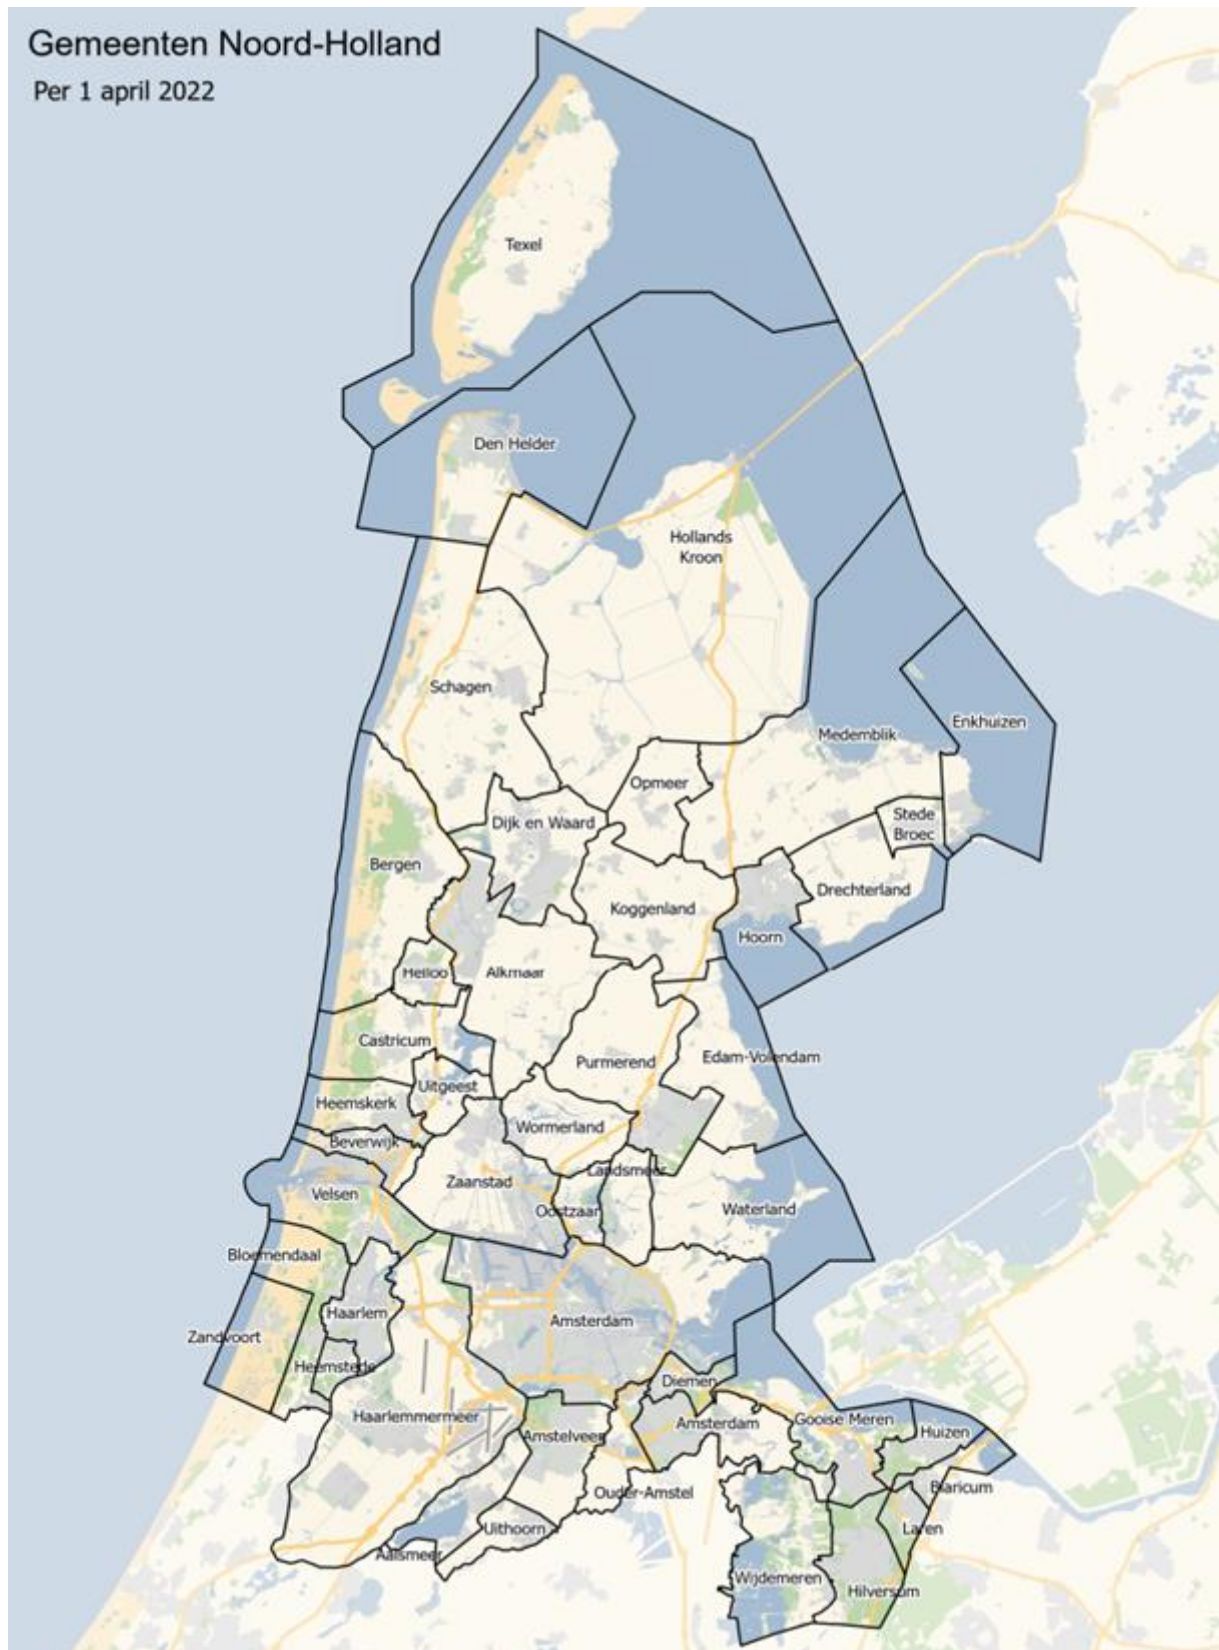 Gemeenten Noord-Holland
Per 1 april 2022
Texel
Den Helder
Hollands
Kroon
Schagen
Enkhuizen
Medemblik
Opmeer
Stede
Broec
Dijk en Waard
Bergen
Drechterland
Koggenland
Hoorn
Heiloo
Alkmaar
Castricum
Edam-Volendam
Purmerend
Uitgeest
Heemskerk
Wormerland
Beverwijk
Landsmeer
Zaanstad
Velsen
Oostzaan
Waterland
Bloemendaal
Haarlem
Amsterdam
Zandvoort
Heemstede
Diemen
Haarlemmermeer
Amsterdam
Gooise Meren
Huizen
Amstelveen
Blaricum
Ouder-Amstel
Laren
Uithoorn
Aalsmeer
Wijdemeren
Hilversum